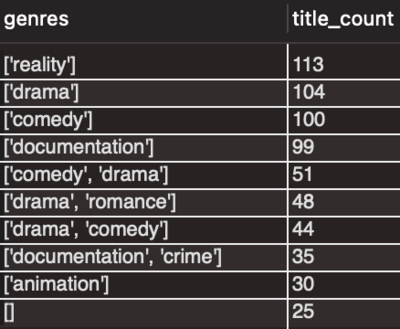 genres title_count
['reality'] 113
['drama'] 104
['comedy'] 100
['documentation'] 99
['comedy', 'drama'] 51
['drama', 'romance'] 48
['drama', 'comedy'] 44
['documentation', 'crime'] 35
['animation'] 30
[] 25